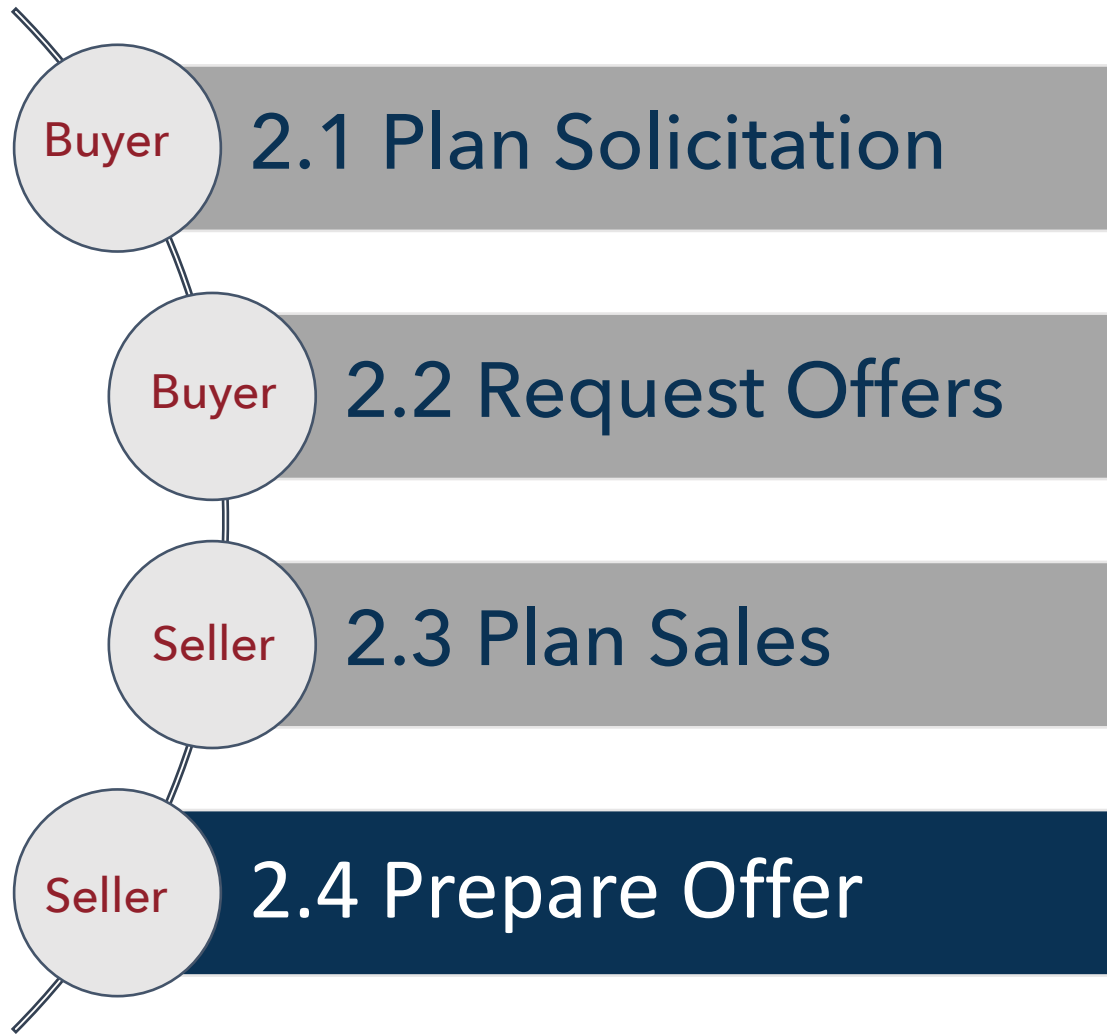 Buyer
2.1 Plan Solicitation
Buyer
2.2 Request Offers
Seller
2.3 Plan Sales
Seller
2.4 Prepare Offer